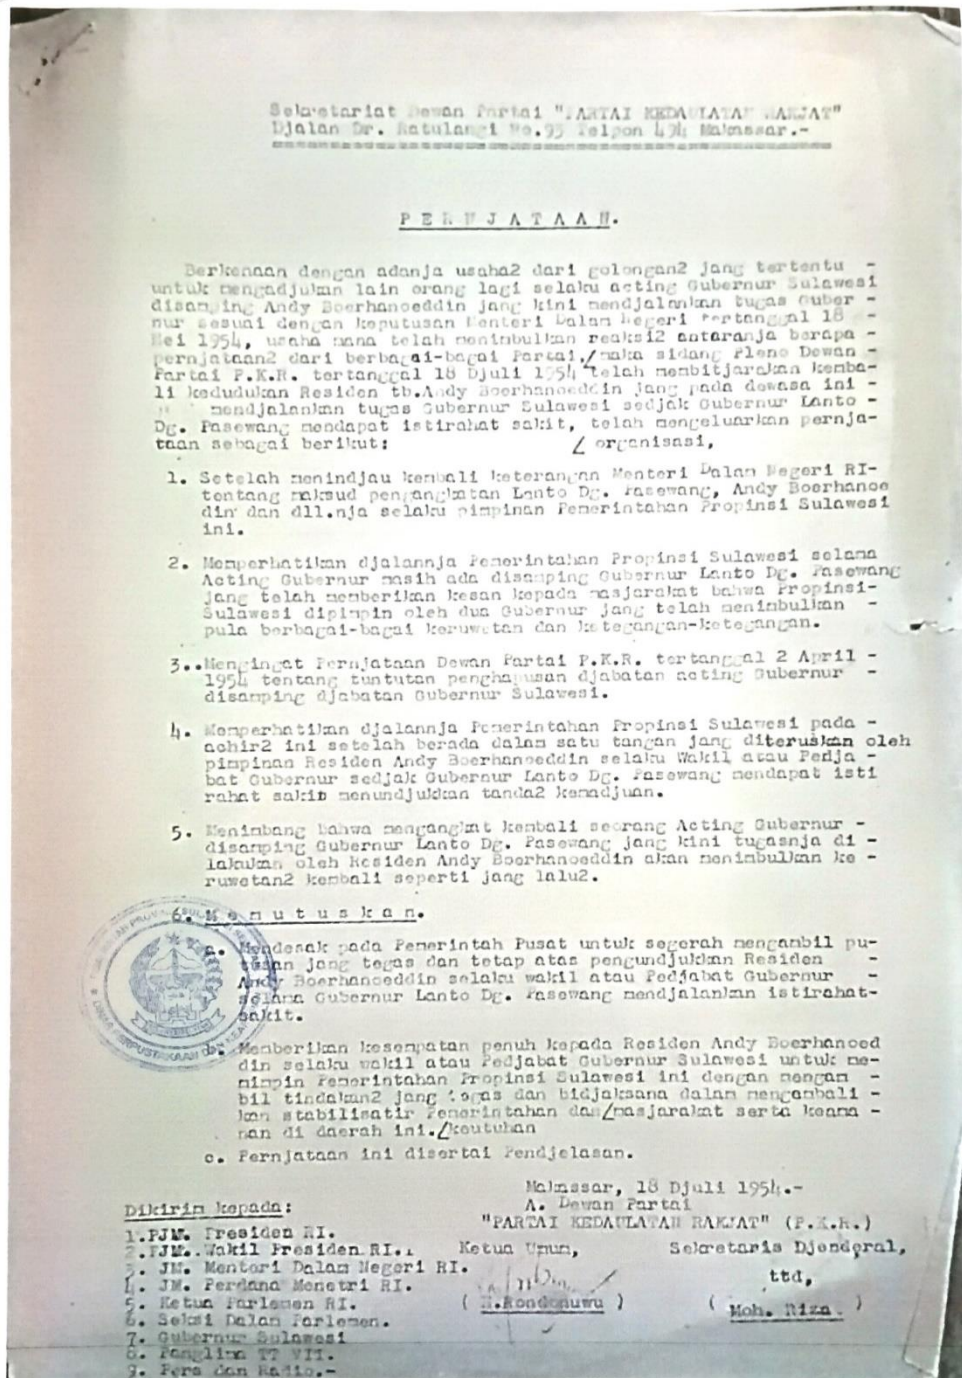 Sekretariat Dewan Partai "PARTAI KEDAULATAN RAKJAT"
Djalan Dr. Ratulangi No.93 Telpon 494 Makassar.-
PERNJATAAN.
Berkenaan dengan adanja usaha2 dari golongan2 jang tertentu -
untuk mengadjukan lain orang lagi selaku acting Gubernur Sulawesi
disamping Andy Boerhanoeddin jang kini mendjalankan tugas Guber -
nur sesuai dengan keputusan Menteri Dalam Negeri tertanggal 18 -
Mei 1954, usaha mana telah menimbulkan reaksi2 antaranja berapa -
pernjataan2 dari berbagai-bagai Partai,/maka sidang Pleno Dewan -
Partai P.K.R. tertanggal 18 Djuli 1954 telah membitjarakan kemba-
li kedudukan Residen tb.Andy Boerhanoeddin jang pada dewasa ini -
mendjalankan tugas Gubernur Sulawesi sedjak Gubernur Lanto -
Dg. Pasewang mendapat istirahat sakit, telah mengeluarkan pernja-
taan sebagai berikut: / organisasi,
1. Setelah menindjau kembali keterangan Menteri Dalam Negeri RI-
tentang maksud pengangkatan Lanto Dg. Pasewang, Andy Boerhanoe
din dan dll.nja selaku pimpinan Pemerintahan Propinsi Sulawesi
ini.
2. Memperhatikan djalannja Pemerintahan Propinsi Sulawesi selama
Acting Gubernur masih ada disamping Gubernur Lanto Dg. Pasewang
jang telah memberikan kesan kepada masjarakat bahwa Propinsi-
Sulawesi dipimpin oleh dua Gubernur jang telah menimbulkan -
pula berbagai-bagai keruwetan dan ketegangan-ketegangan.
3..Mengingat Pernjataan Dewan Partai P.K.R. tertanggal 2 April -
1954 tentang tuntutan penghapusan djabatan acting Gubernur -
disamping djabatan Gubernur Sulawesi.
4. Memperhatikan djalannja Pemerintahan Propinsi Sulawesi pada -
achir2 ini setelah berada dalam satu tangan jang diteruskan oleh
pimpinan Residen Andy Boerhanoeddin selaku Wakil atau Pedja -
bat Gubernur sedjak Gubernur Lanto Dg. Pasewang mendapat isti
rahat sakit menundjukkan tanda2 kemadjuan.
5. Menimbang bahwa mengangkat kembali seorang Acting Gubernur -
disamping Gubernur Lanto Dg. Pasewang jang kini tugasnja di -
lakukan oleh Residen Andy Boerhanoeddin akan menimbulkan ke -
ruwetan2 kembali seperti jang lalu2.
6. Memutuskan.
a. Mendesak pada Pemerintah Pusat untuk segerah mengambil pu-
tusan jang tegas dan tetap atas pengundjukkan Residen -
Andy Boerhanoeddin selaku wakil atau Pedjabat Gubernur -
selama Gubernur Lanto Dg. Pasewang mendjalankan istirahat-
sakit.
b. Memberikan kesempatan penuh kepada Residen Andy Boerhanoed
din selaku wakil atau Pedjabat Gubernur Sulawesi untuk me-
mimpin Pemerintahan Propinsi Sulawesi ini dengan mengam -
bil tindakan2 jang tegas dan bidjaksana dalam mengembali -
kan stabilisatir Pemerintahan dan/masjarakat serta keama -
nan di daerah ini./keutuhan
c. Pernjataan ini disertai Pendjelasan.
Makassar, 18 Djuli 1954.-
A. Dewan Partai
"PARTAI KEDAULATAN RAKJAT" (P.K.R.)
Ketua Umum, Sekretaris Djenderal,
ttd,
( H.Rondonuwu ) ( Moh. Riza. )
Dikirim kepada:
1.PJM. Presiden RI.
2.PJM. Wakil Presiden RI.
3. JM. Menteri Dalam Negeri RI.
4. JM. Perdana Menetri RI.
5. Ketua Parlemen RI.
6. Seksi Dalam Parlemen.
7. Gubernur Sulawesi
8. Panglima TT VII.
9. Pers dan Radio.-